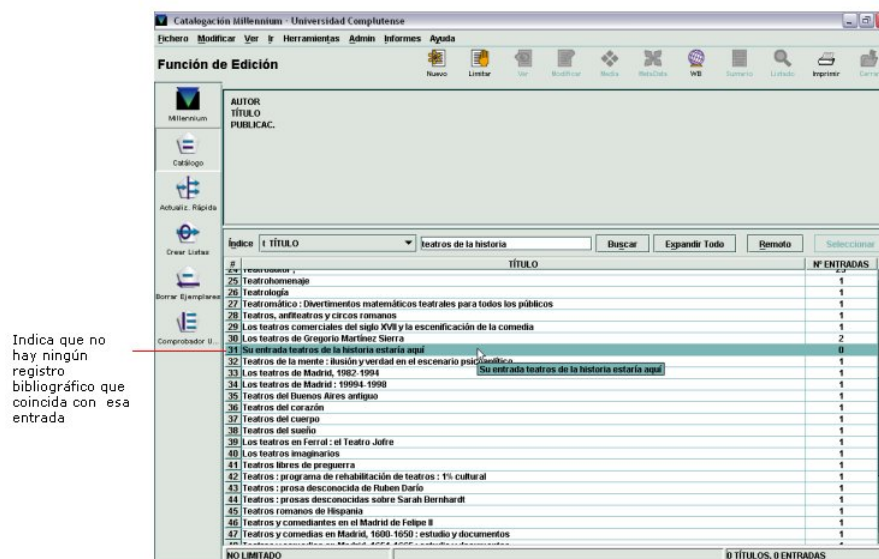 Catalogación Millennium · Universidad Complutense
Fichero Modificar Ver Ir Herramientas Admin Informes Ayuda
Función de Edición
Nuevo Limitar Ver Modificar Media MetaData WB Sumario Listado Imprimir Cerrar
Millennium
Catálogo
Actualiz. Rápida
Crear Listas
Borrar Ejemplares
Comprobador U...
AUTOR
TÍTULO
PUBLICAC.
Índice t TÍTULO teatros de la historia Buscar Expandir Todo Remoto Seleccionar
# TÍTULO Nº ENTRADAS
25 Teatrohomenaje 1
26 Teatrología 1
27 Teatromático : Divertimentos matemáticos teatrales para todos los públicos 1
28 Teatros, anfiteatros y circos romanos 1
29 Los teatros comerciales del siglo XVII y la escenificación de la comedia 1
30 Los teatros de Gregorio Martínez Sierra 2
31 Su entrada teatros de la historia estaría aquí 0
32 Teatros de la mente : ilusión y verdad en el escenario psicoanalítico 1
Su entrada teatros de la historia estaría aquí
33 Los teatros de Madrid, 1982-1994 1
34 Los teatros de Madrid : 19994-1998 1
35 Teatros del Buenos Aires antiguo 1
36 Teatros del corazón 1
37 Teatros del cuerpo 1
38 Teatros del sueño 1
39 Los teatros en Ferrol : el Teatro Jofre 1
40 Los teatros imaginarios 1
41 Teatros libres de preguerra 1
42 Teatros : programa de rehabilitación de teatros : 1% cultural 1
43 Teatros : prosa desconocida de Ruben Darío 1
44 Teatros : prosas desconocidas sobre Sarah Bernhardt 1
45 Teatros romanos de Hispania 1
46 Teatros y comediantes en el Madrid de Felipe II 1
47 Teatros y comedias en Madrid, 1600-1650 : estudio y documentos 1
NO LIMITADO 0 TÍTULOS, 0 ENTRADAS
Indica que no
hay ningún
registro
bibliográfico que
coincida con esa
entrada